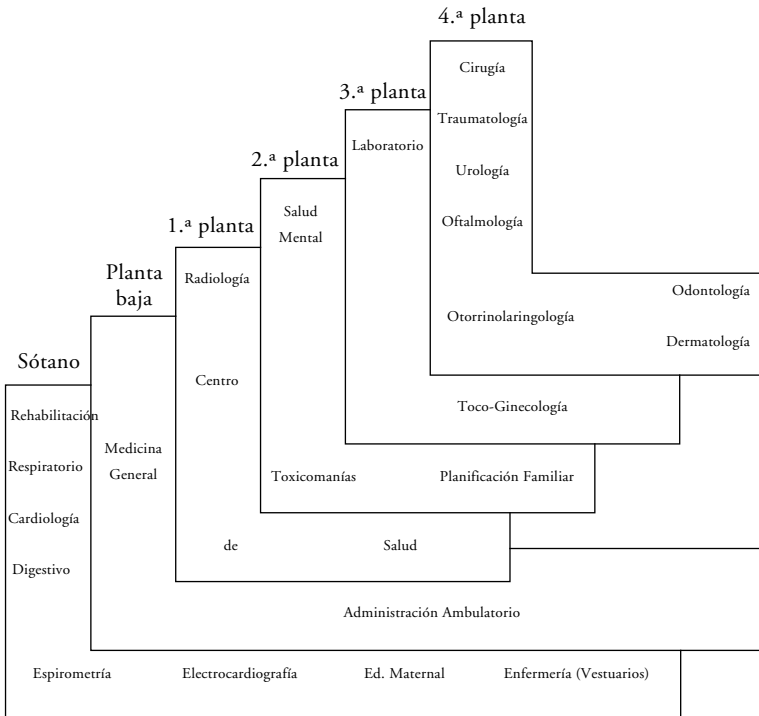 4.ª planta
Cirugía
Traumatología
Urología
Oftalmología
Otorrinolaringología
Odontología
Dermatología
3.ª planta
Laboratorio
Toco-Ginecología
2.ª planta
Salud
Mental
Toxicomanías
Planificación Familiar
1.ª planta
Radiología
Centro
de
Salud
Planta
baja
Medicina
General
Administración Ambulatorio
Sótano
Rehabilitación
Respiratorio
Cardiología
Digestivo
Espirometría
Electrocardiografía
Ed. Maternal
Enfermería (Vestuarios)